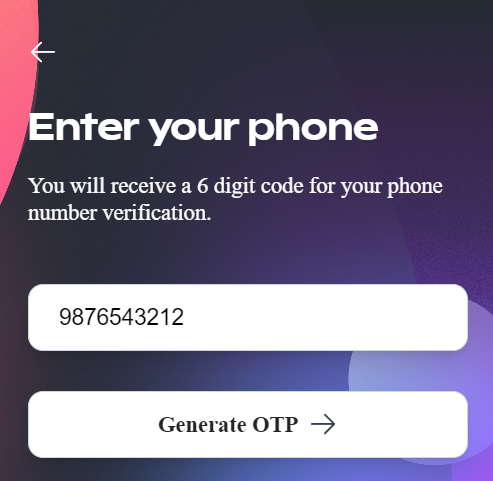 Enter your phone
You will receive a 6 digit code for your phone
number verification.
9876543212
Generate OTP